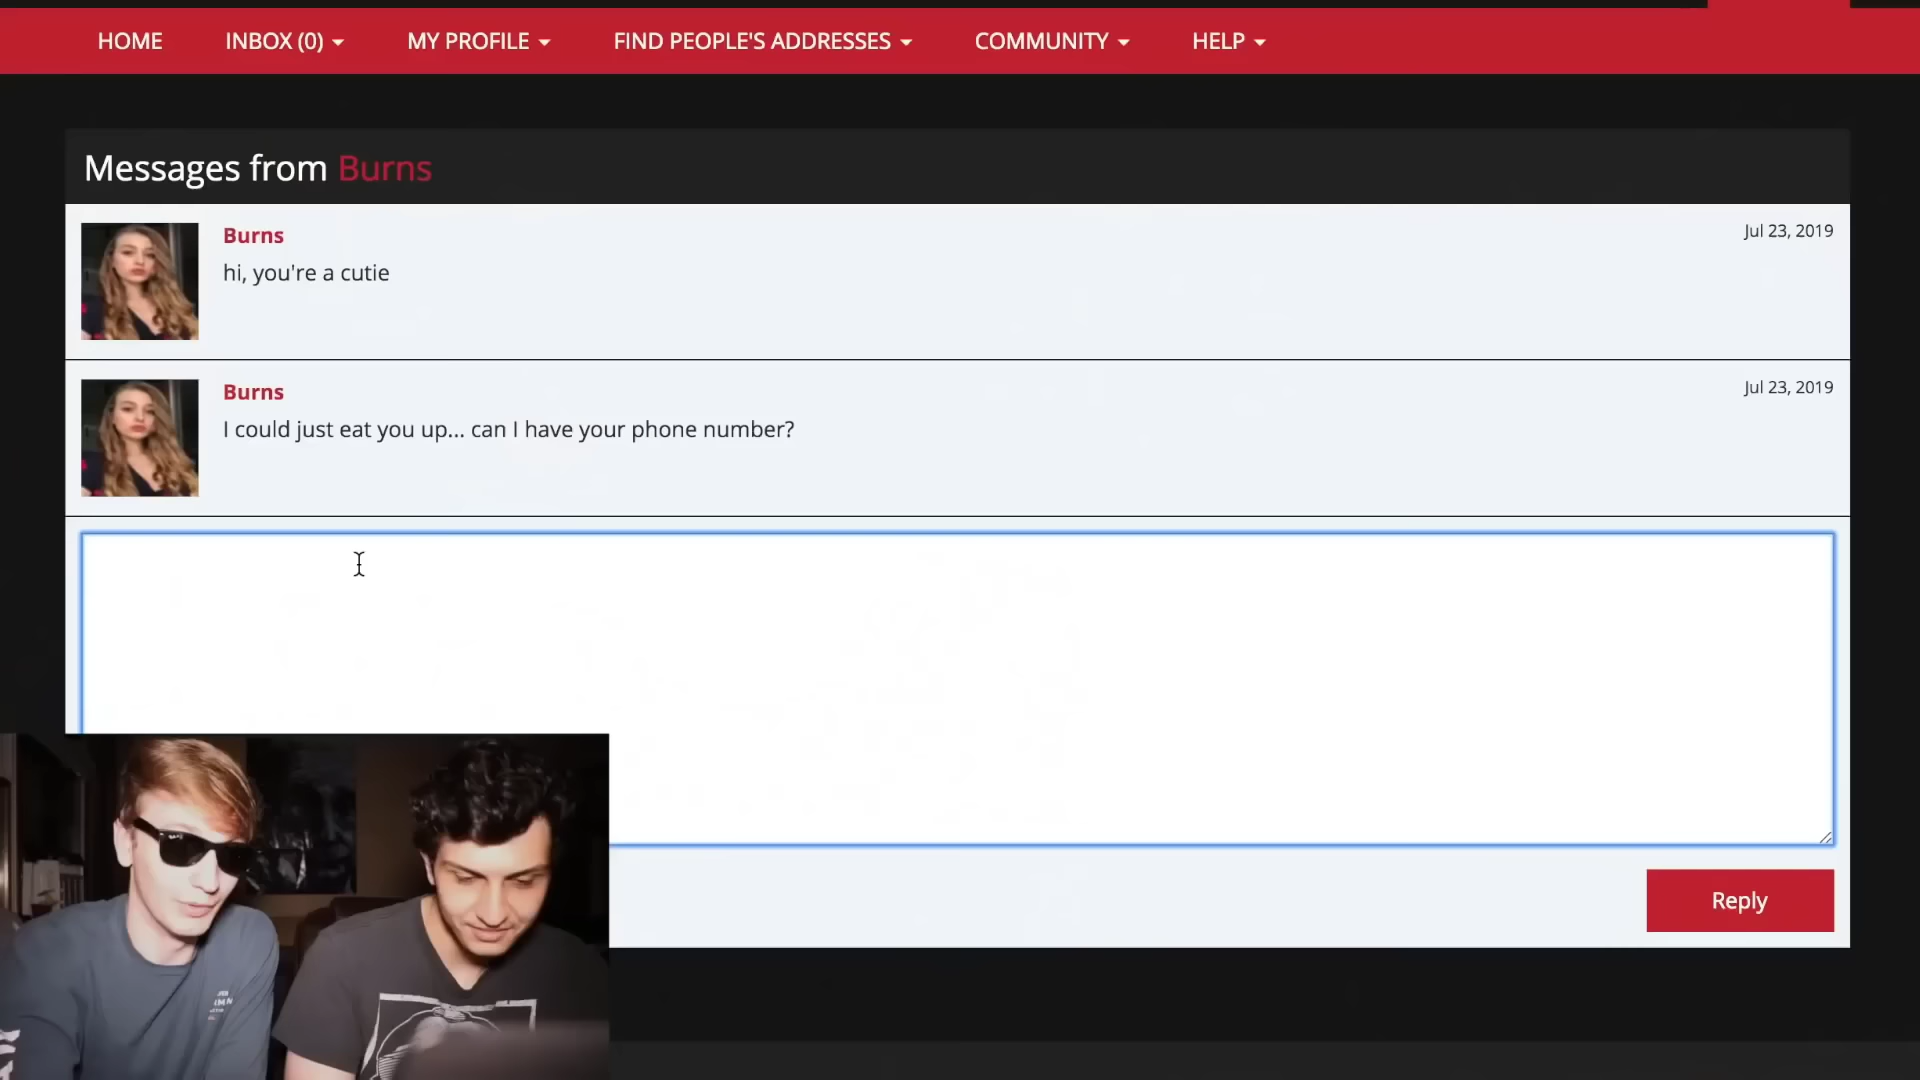 HOME INBOX (0) MY PROFILE FIND PEOPLE'S ADDRESSES COMMUNITY HELP
Messages from Burns
Burns Jul 23, 2019
hi, you're a cutie
Burns Jul 23, 2019
I could just eat you up... can I have your phone number?
Reply